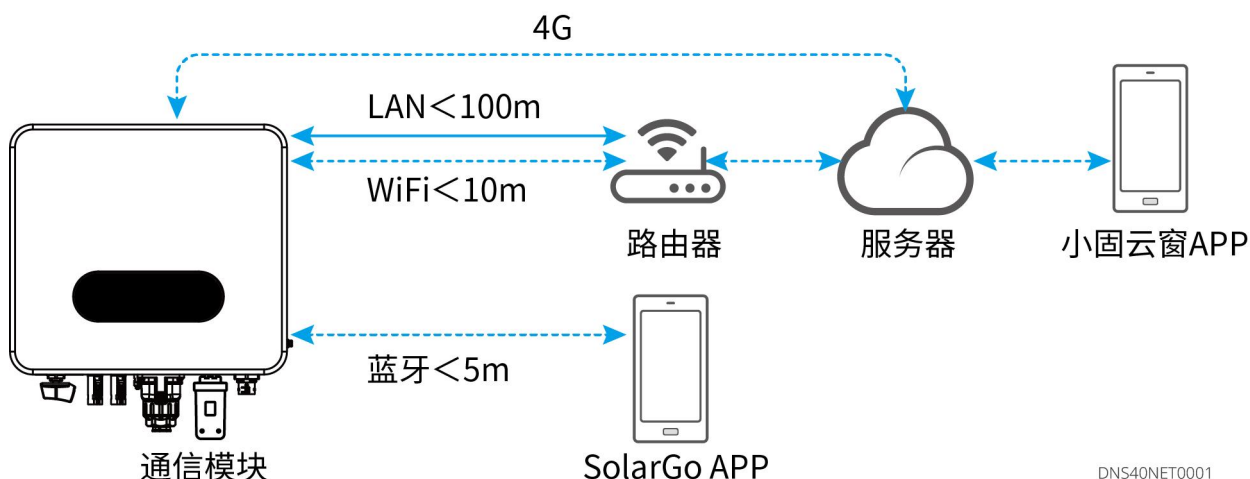 4G
LAN＜100m
WiFi＜10m
路由器
服务器
小固云窗APP
蓝牙＜5m
通信模块
SolarGo APP
DNS40NET0001